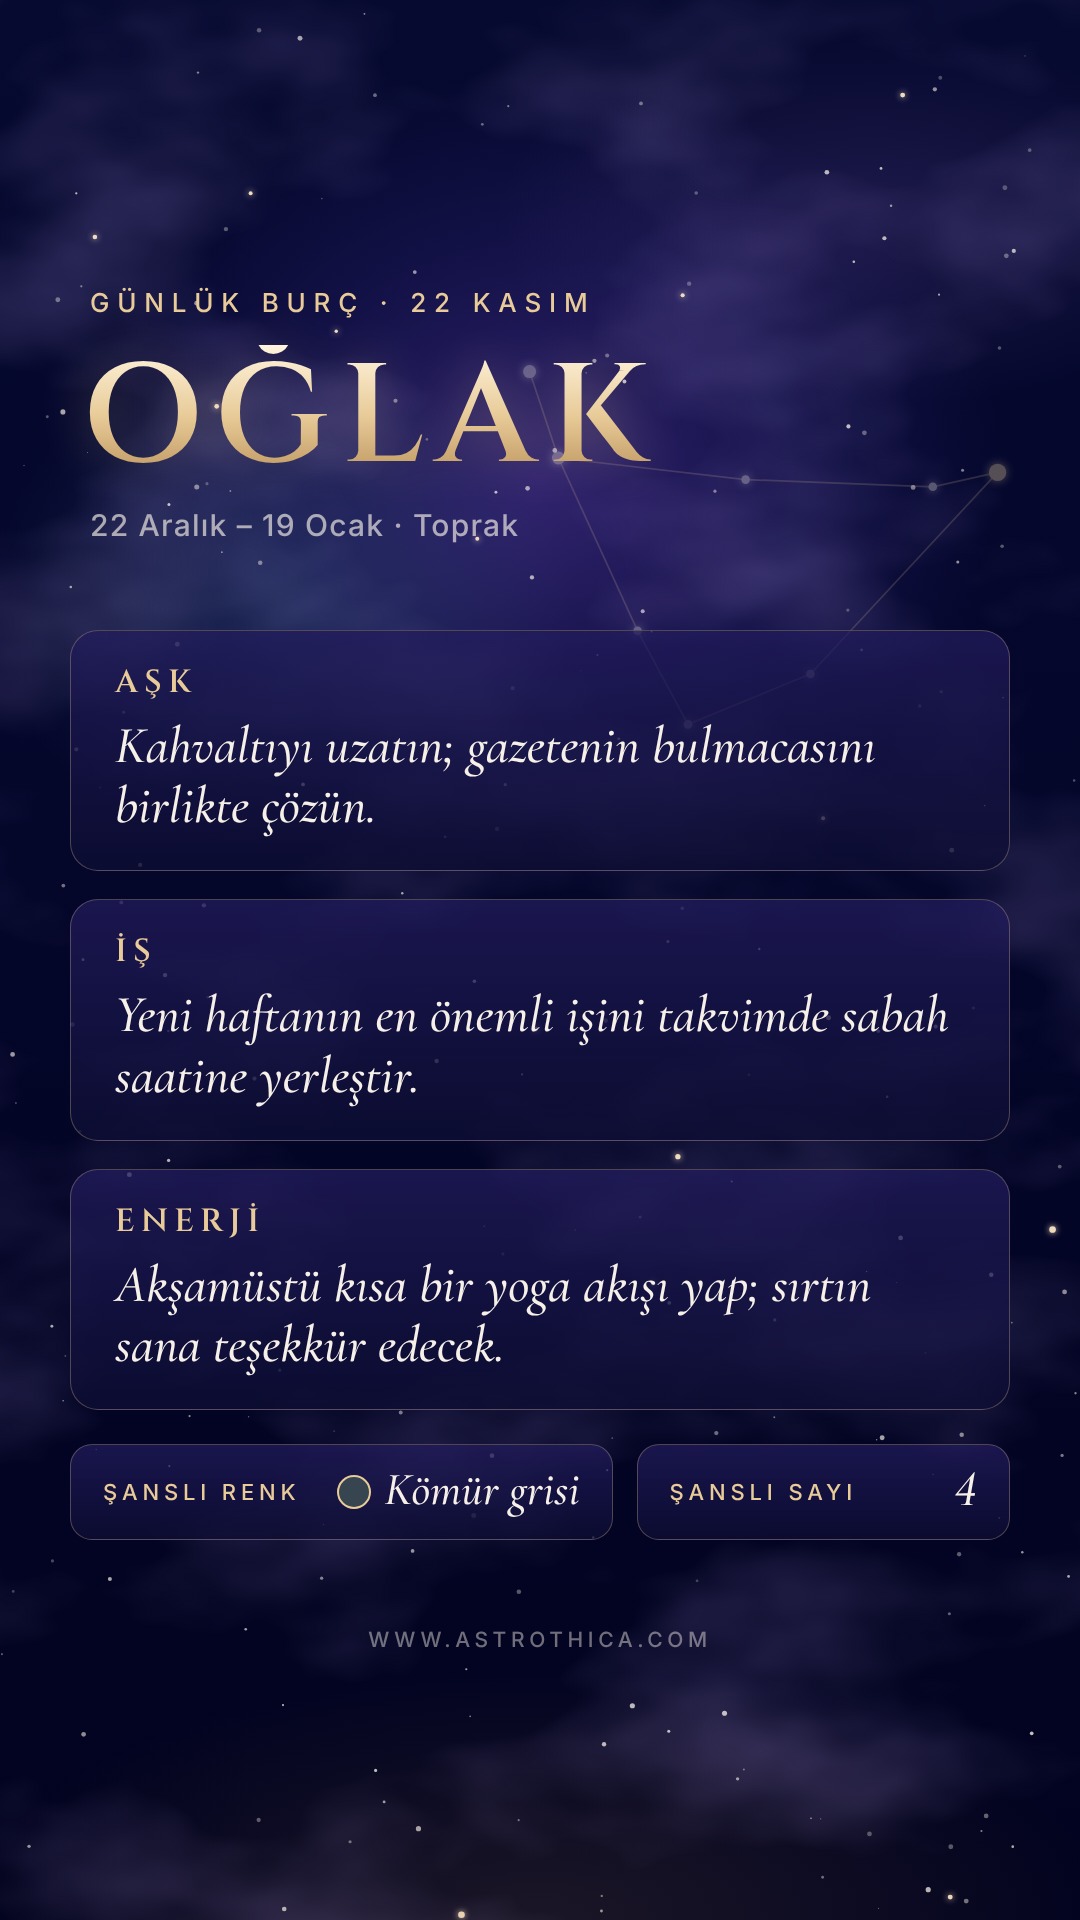 GÜNLÜK BURÇ · 22 KASIM
OĞLAK
22 Aralık – 19 Ocak · Toprak
AŞK
Kahvaltıyı uzatın; gazetenin bulmacasını
birlikte çözün.
İŞ
Yeni haftanın en önemli işini takvimde sabah
saatine yerleştir.
ENERJİ
Akşamüstü kısa bir yoga akışı yap; sırtın
sana teşekkür edecek.
ŞANSLI RENK Kömür grisi
ŞANSLI SAYI 4
WWW.ASTROTHICA.COM